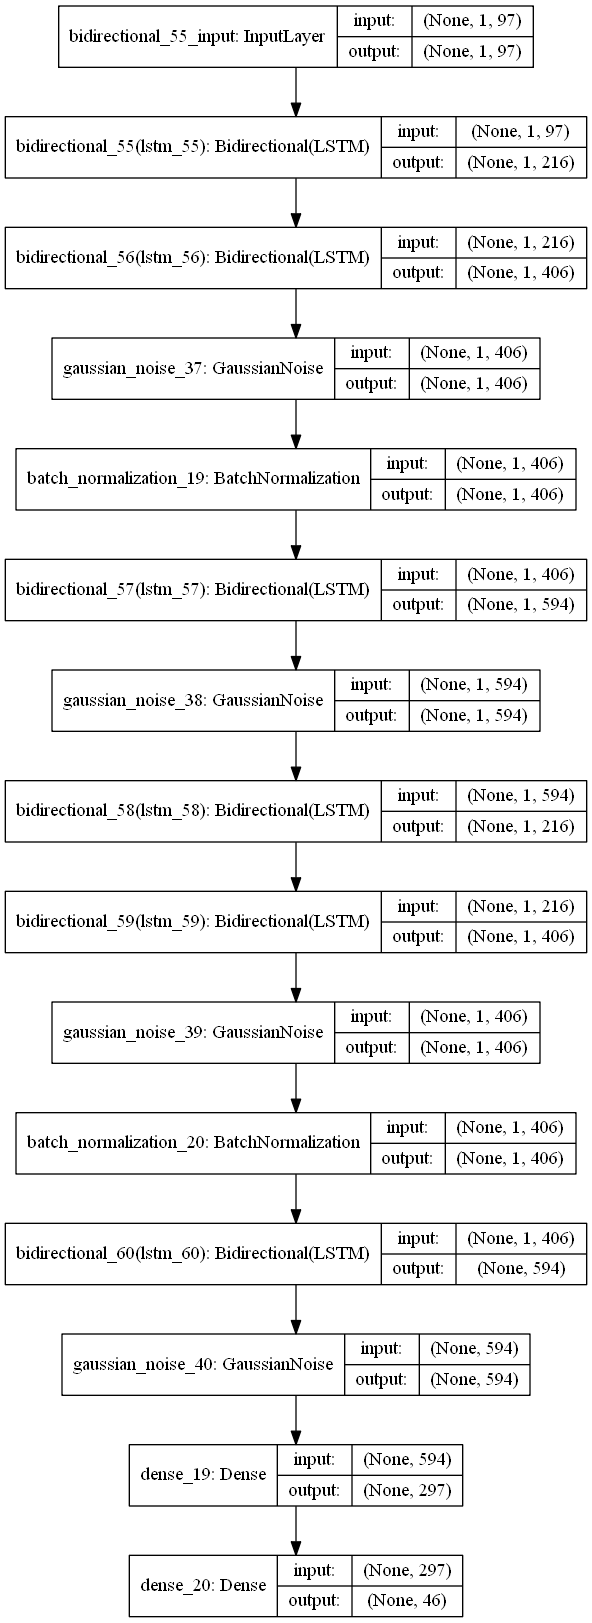 bidirectional_55_input: InputLayer
input: (None, 1, 97)
output: (None, 1, 97)
bidirectional_55(lstm_55): Bidirectional(LSTM)
input: (None, 1, 97)
output: (None, 1, 216)
bidirectional_56(lstm_56): Bidirectional(LSTM)
input: (None, 1, 216)
output: (None, 1, 406)
gaussian_noise_37: GaussianNoise
input: (None, 1, 406)
output: (None, 1, 406)
batch_normalization_19: BatchNormalization
input: (None, 1, 406)
output: (None, 1, 406)
bidirectional_57(lstm_57): Bidirectional(LSTM)
input: (None, 1, 406)
output: (None, 1, 594)
gaussian_noise_38: GaussianNoise
input: (None, 1, 594)
output: (None, 1, 594)
bidirectional_58(lstm_58): Bidirectional(LSTM)
input: (None, 1, 594)
output: (None, 1, 216)
bidirectional_59(lstm_59): Bidirectional(LSTM)
input: (None, 1, 216)
output: (None, 1, 406)
gaussian_noise_39: GaussianNoise
input: (None, 1, 406)
output: (None, 1, 406)
batch_normalization_20: BatchNormalization
input: (None, 1, 406)
output: (None, 1, 406)
bidirectional_60(lstm_60): Bidirectional(LSTM)
input: (None, 1, 406)
output: (None, 594)
gaussian_noise_40: GaussianNoise
input: (None, 594)
output: (None, 594)
dense_19: Dense
input: (None, 594)
output: (None, 297)
dense_20: Dense
input: (None, 297)
output: (None, 46)